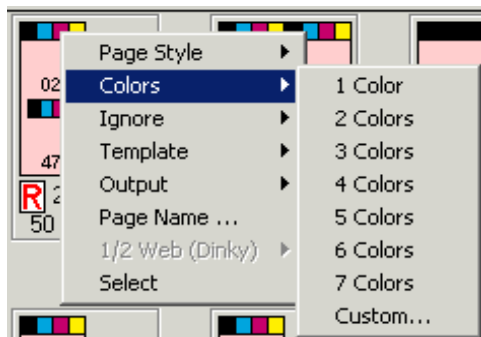 Page Style
02
Colors
Ignore
Template
47
Output
R
50
Page Name ...
1/2 Web (Dinky)
Select
1 Color
2 Colors
3 Colors
4 Colors
5 Colors
6 Colors
7 Colors
Custom...